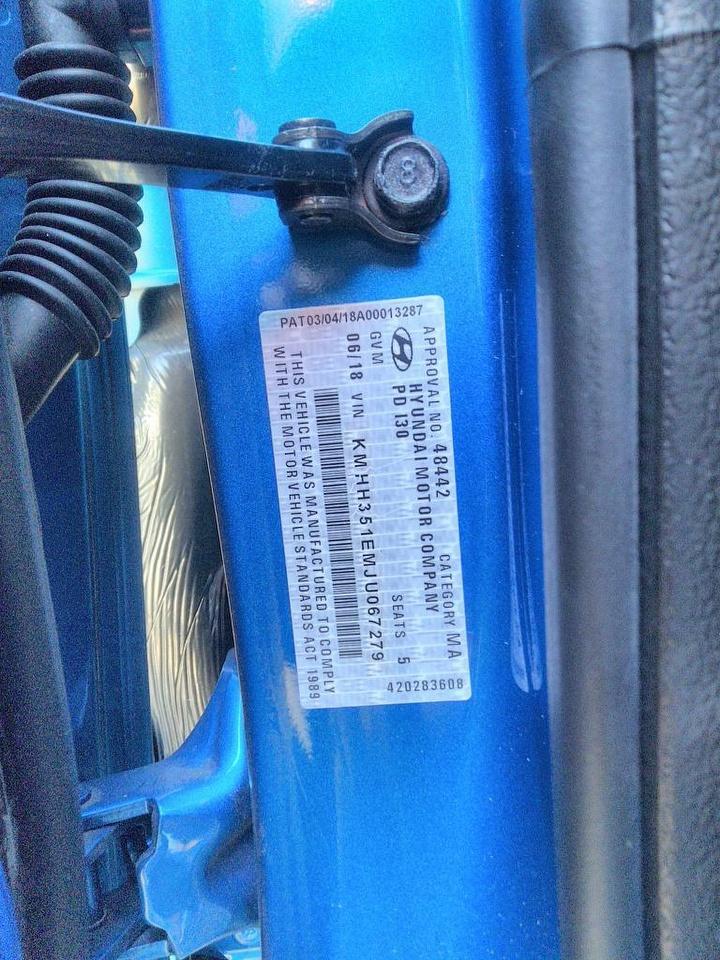 8
PAT03/04/18A00013287
APPROVAL NO. 48442 CATEGORY MA
HYUNDAI MOTOR COMPANY
PD I30
GVM SEATS 5
06/18 VIN KMHH351EMJU067279
THIS VEHICLE WAS MANUFACTURED TO COMPLY
WITH THE MOTOR VEHICLE STANDARDS ACT 1989
420283608